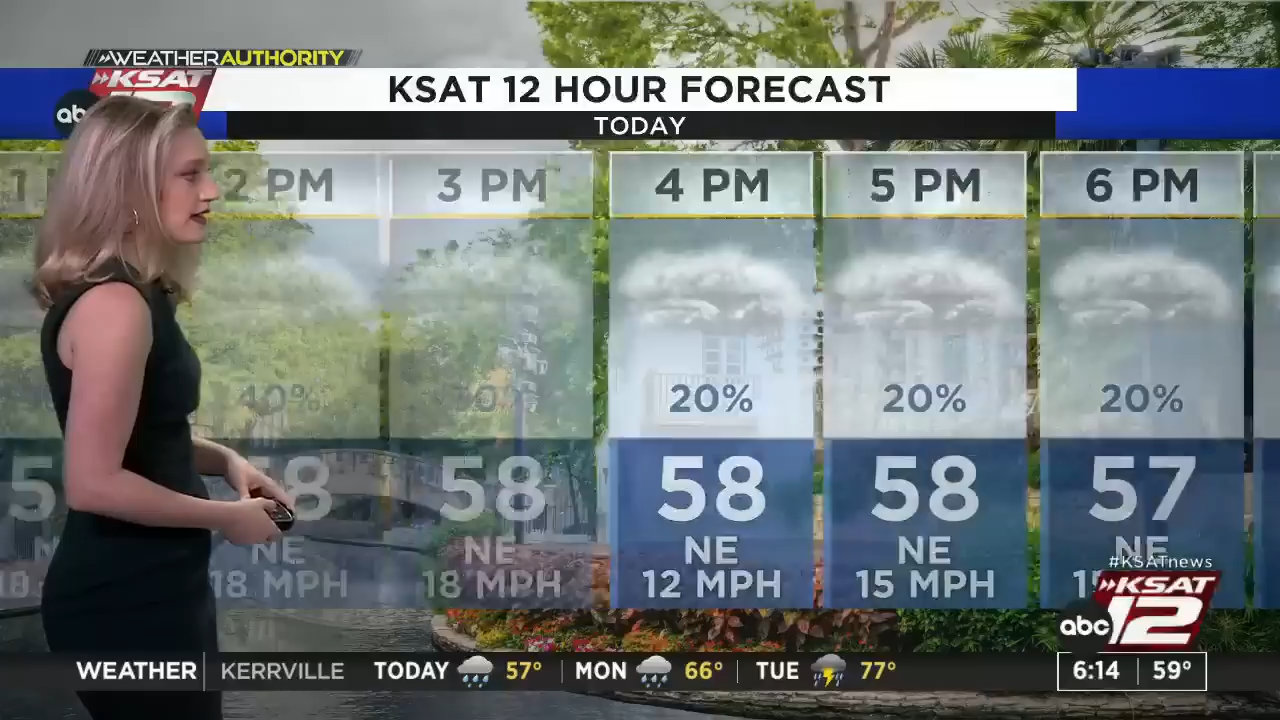 WEATHER AUTHORITY
KSAT
abc
KSAT 12 HOUR FORECAST
TODAY
2 PM 3 PM 4 PM 5 PM 6 PM
40% 20% 20% 20%
58 58 58 57
NE NE NE NE NE
18 MPH 18 MPH 12 MPH 15 MPH
#KSATnews
KSAT
abc 12
WEATHER KERRVILLE TODAY 57° MON 66° TUE 77° 6:14 59°